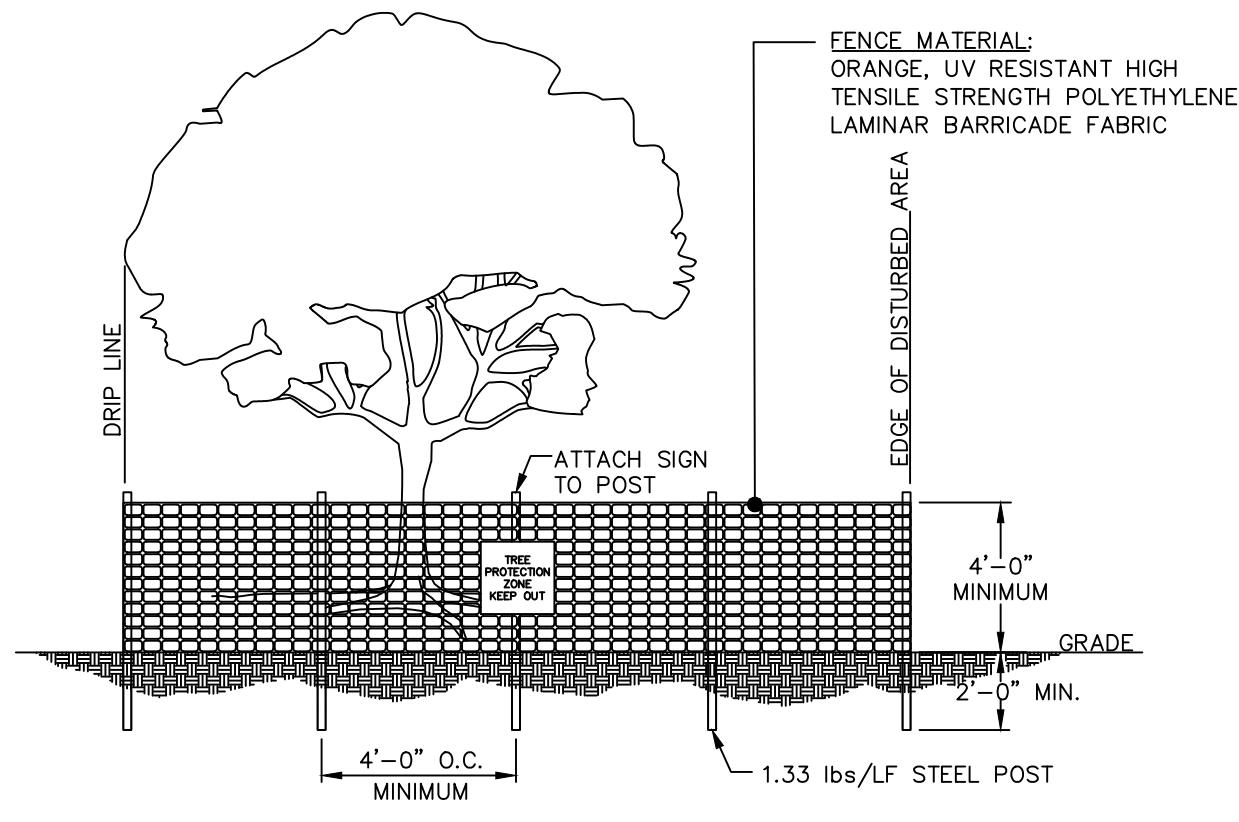 FENCE MATERIAL:
ORANGE, UV RESISTANT HIGH
TENSILE STRENGTH POLYETHYLENE
LAMINAR BARRICADE FABRIC
DRIP LINE
EDGE OF DISTURBED AREA
ATTACH SIGN
TO POST
TREE
PROTECTION
ZONE
KEEP OUT
4'-0"
MINIMUM
GRADE
2'-0" MIN.
4'-0" O.C.
MINIMUM
1.33 lbs/LF STEEL POST